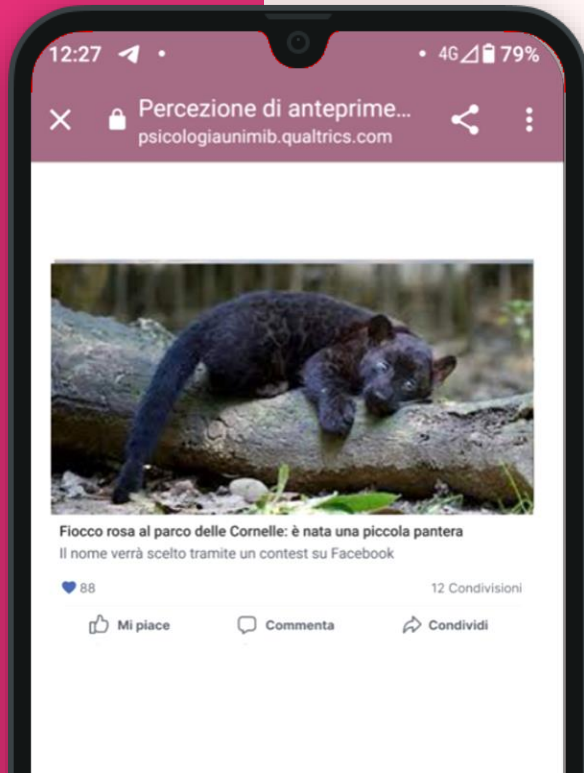 12:27
4G 79%
Percezione di anteprime...
psicologiaunimib.qualtrics.com
Fiocco rosa al parco delle Cornelle: è nata una piccola pantera
Il nome verrà scelto tramite un contest su Facebook
88 12 Condivisioni
Mi piace Commenta Condividi